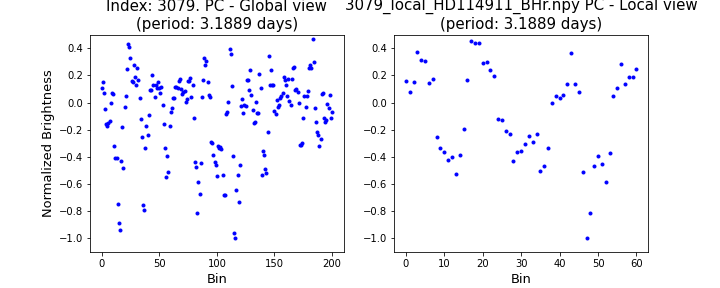 Index: 3079. PC - Global view
(period: 3.1889 days)
3079_local_HD114911_BHr.npy PC - Local view
(period: 3.1889 days)
Normalized Brightness
0.4
0.2
0.0
−0.2
−0.4
−0.6
−0.8
−1.0
0 50 100 150 200
Bin
0.4
0.2
0.0
−0.2
−0.4
−0.6
−0.8
−1.0
0 10 20 30 40 50 60
Bin